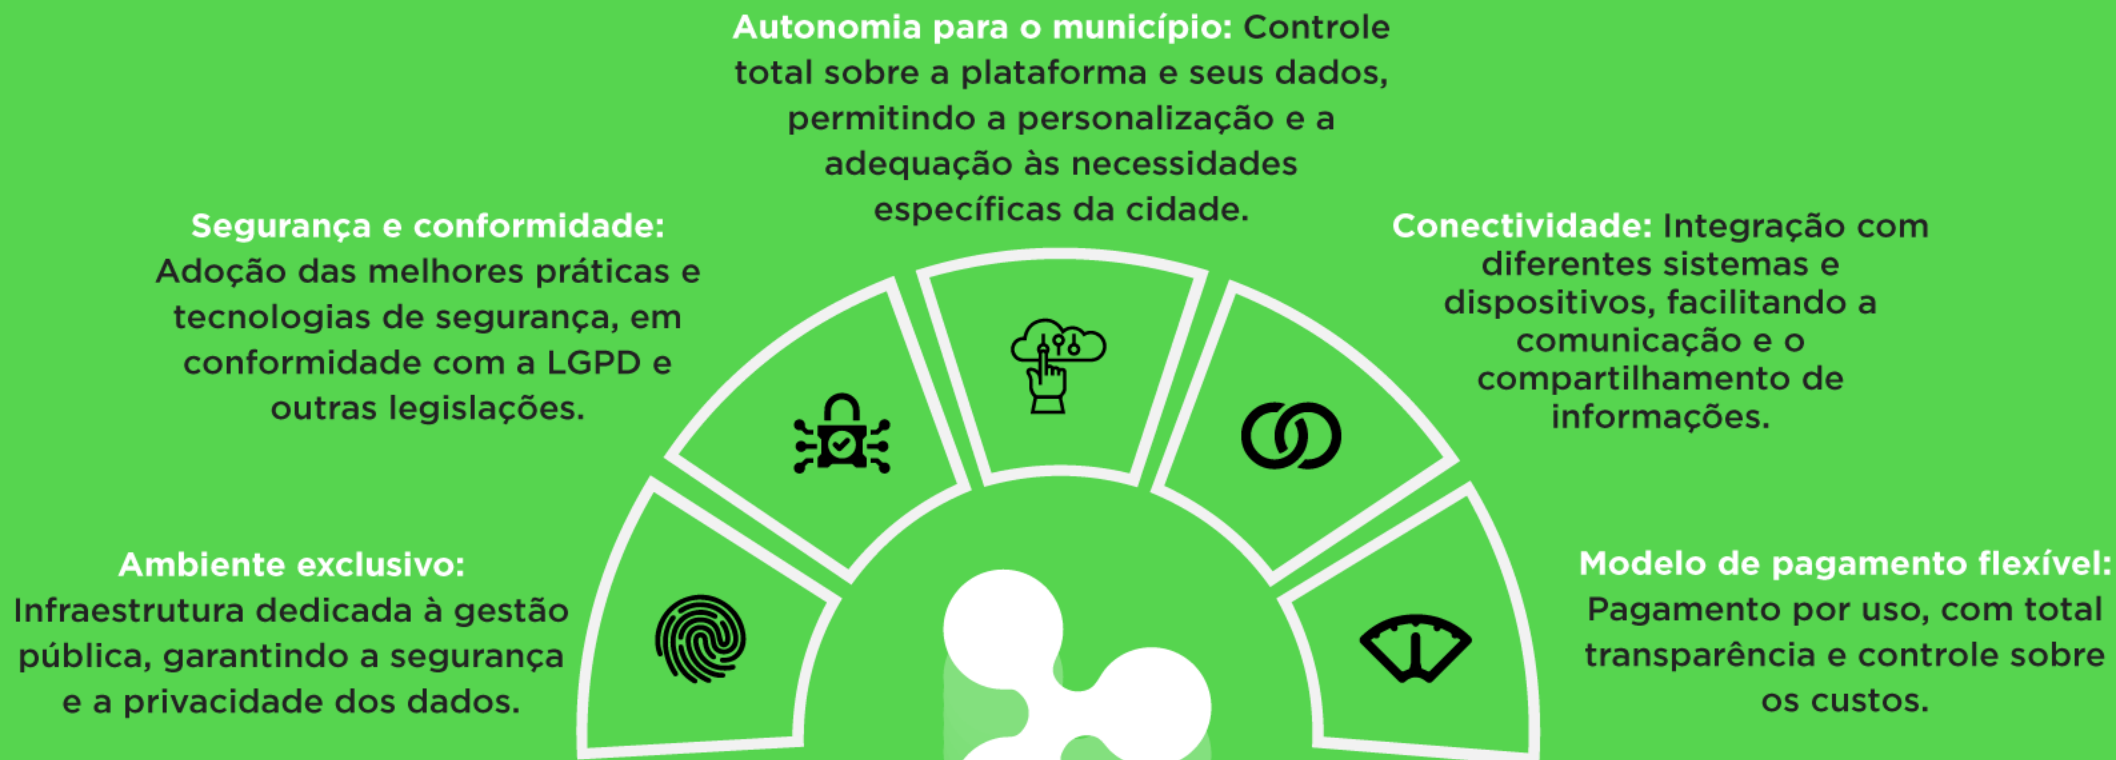 Autonomia para o município: Controle
total sobre a plataforma e seus dados,
permitindo a personalização e a
adequação às necessidades
específicas da cidade.
Segurança e conformidade:
Adoção das melhores práticas e
tecnologias de segurança, em
conformidade com a LGPD e
outras legislações.
Conectividade: Integração com
diferentes sistemas e
dispositivos, facilitando a
comunicação e o
compartilhamento de
informações.
Ambiente exclusivo:
Infraestrutura dedicada à gestão
pública, garantindo a segurança
e a privacidade dos dados.
Modelo de pagamento flexível:
Pagamento por uso, com total
transparência e controle sobre
os custos.